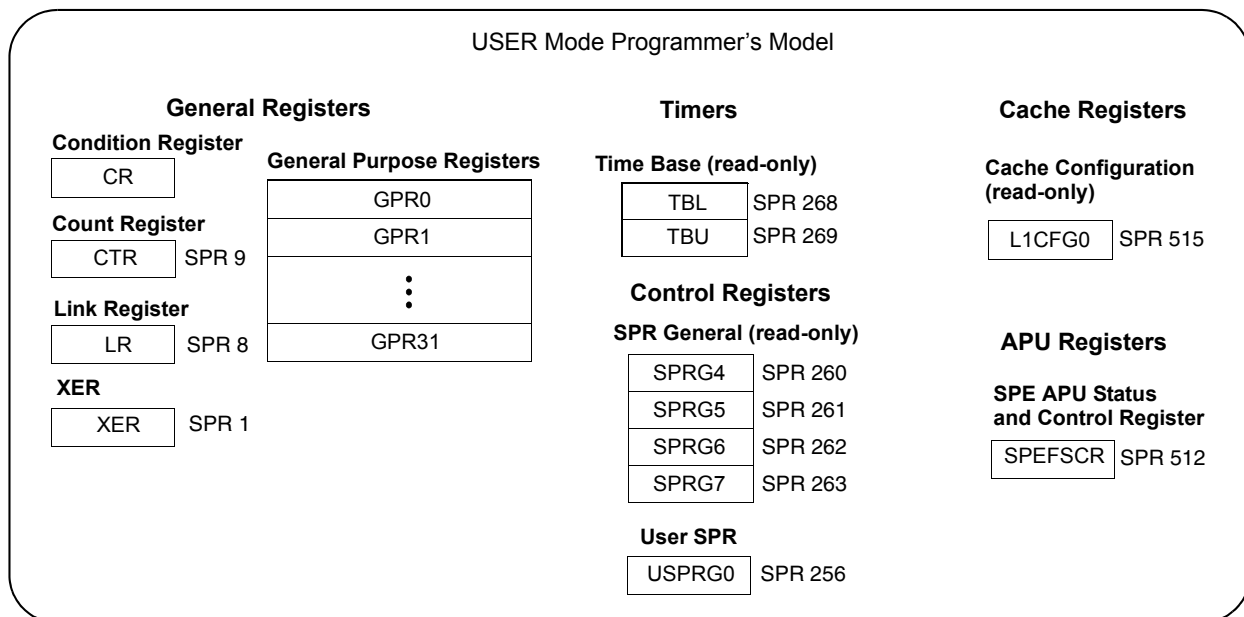 USER Mode Programmer's Model
General Registers
Condition Register
CR
Count Register
CTR SPR 9
Link Register
LR SPR 8
XER
XER SPR 1
General Purpose Registers
GPR0
GPR1
GPR31
Timers
Time Base (read-only)
TBL SPR 268
TBU SPR 269
Control Registers
SPR General (read-only)
SPRG4 SPR 260
SPRG5 SPR 261
SPRG6 SPR 262
SPRG7 SPR 263
User SPR
USPRG0 SPR 256
Cache Registers
Cache Configuration
(read-only)
L1CFG0 SPR 515
APU Registers
SPE APU Status
and Control Register
SPEFSCR SPR 512